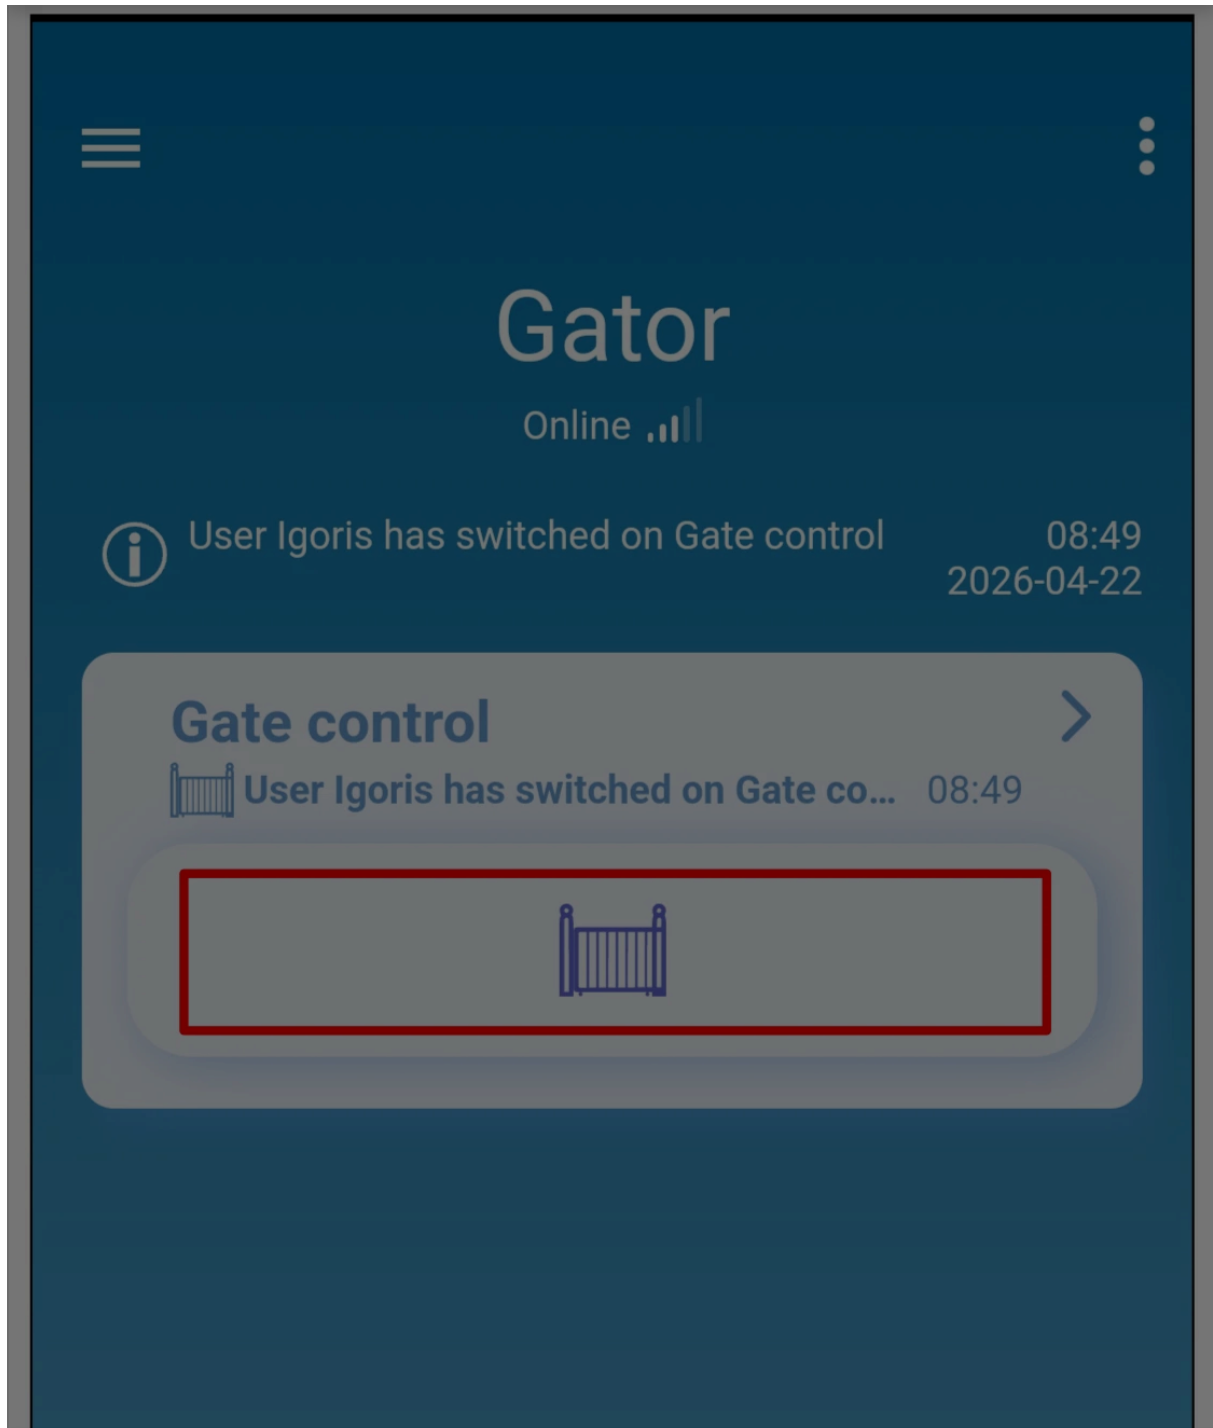 Gator
Online
User Igoris has switched on Gate control 08:49
2026-04-22
Gate control
User Igoris has switched on Gate co... 08:49